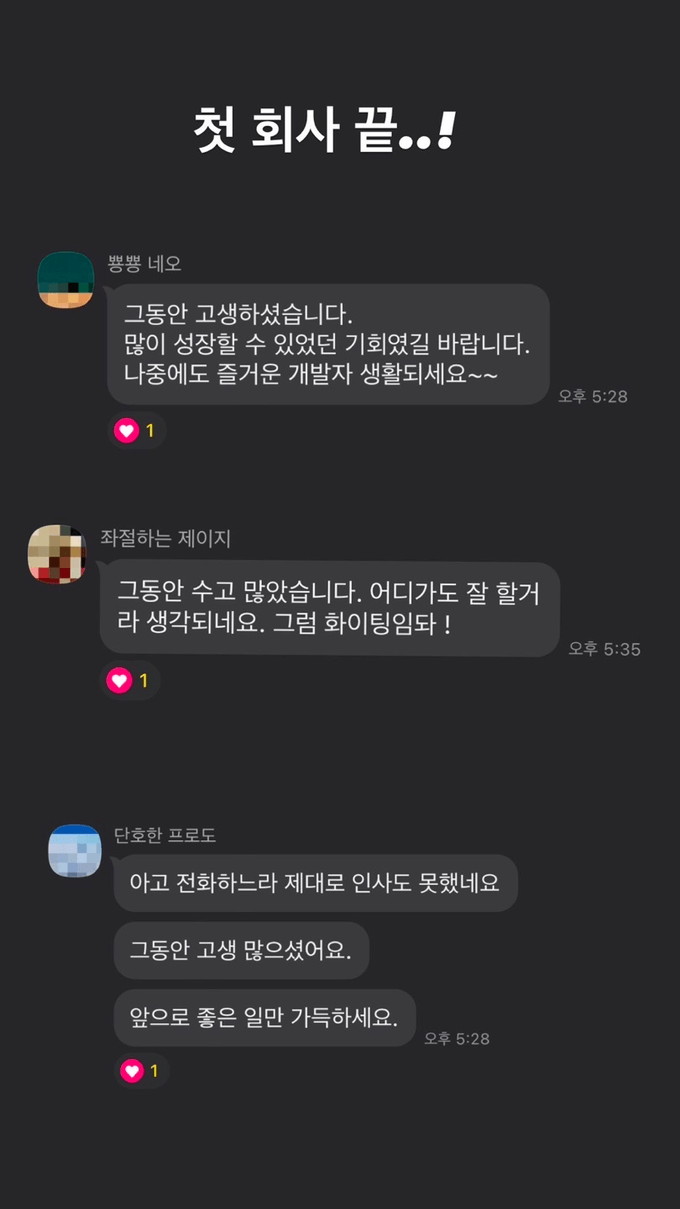 첫 회사 끝..!
뿅뿅 네오
그동안 고생하셨습니다.
많이 성장할 수 있었던 기회였길 바랍니다.
나중에도 즐거운 개발자 생활되세요~~
오후 5:28
1
좌절하는 제이지
그동안 수고 많았습니다. 어디가도 잘 할거
라 생각되네요. 그럼 화이팅임돠 !
오후 5:35
1
단호한 프로도
아고 전화하느라 제대로 인사도 못했네요
그동안 고생 많으셨어요.
앞으로 좋은 일만 가득하세요.
오후 5:28
1